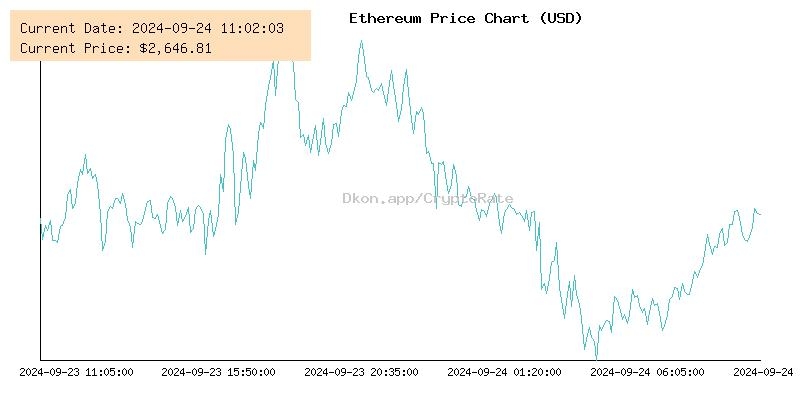 Ethereum Price Chart (USD)
Current Date: 2024-09-24 11:02:03
Current Price: $2,646.81
Dkon.app/CryptoRate
2024-09-23 11:05:00 2024-09-23 15:50:00 2024-09-23 20:35:00 2024-09-24 01:20:00 2024-09-24 06:05:00 2024-09-24